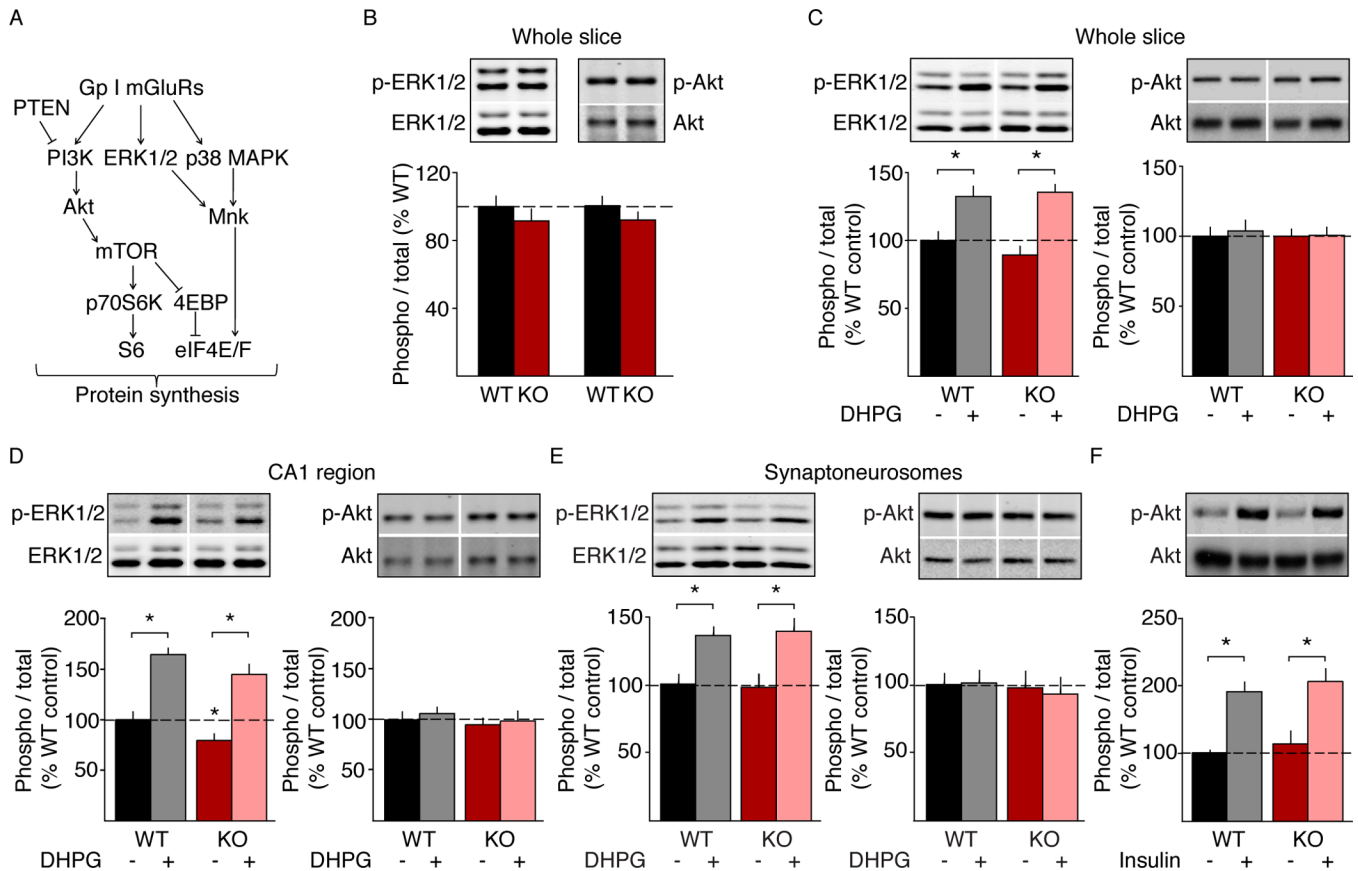 A
Gp I mGluRs
PTEN
PI3K ERK1/2 p38 MAPK
Akt Mnk
mTOR
p70S6K 4EBP
S6 eIF4E/F
Protein synthesis
B
Whole slice
p-ERK1/2 p-Akt
ERK1/2 Akt
Phospho / total (% WT)
120
80
40
WT KO WT KO
C
Whole slice
p-ERK1/2
ERK1/2
* *
Phospho / total
(% WT control)
150
100
50
WT KO
DHPG - + - +
p-Akt
Akt
Phospho / total
(% WT control)
150
100
50
WT KO
DHPG - + - +
D
CA1 region
p-ERK1/2
ERK1/2
* * *
Phospho / total
(% WT control)
200
150
100
50
WT KO
DHPG - + - +
p-Akt
Akt
Phospho / total
(% WT control)
200
150
100
50
WT KO
DHPG - + - +
E
Synaptoneurosomes
p-ERK1/2
ERK1/2
* *
Phospho / total
(% WT control)
150
100
50
WT KO
DHPG - + - +
p-Akt
Akt
Phospho / total
(% WT control)
150
100
50
WT KO
DHPG - + - +
F
p-Akt
Akt
* *
Phospho / total
(% WT control)
250
200
100
WT KO
Insulin - + - +